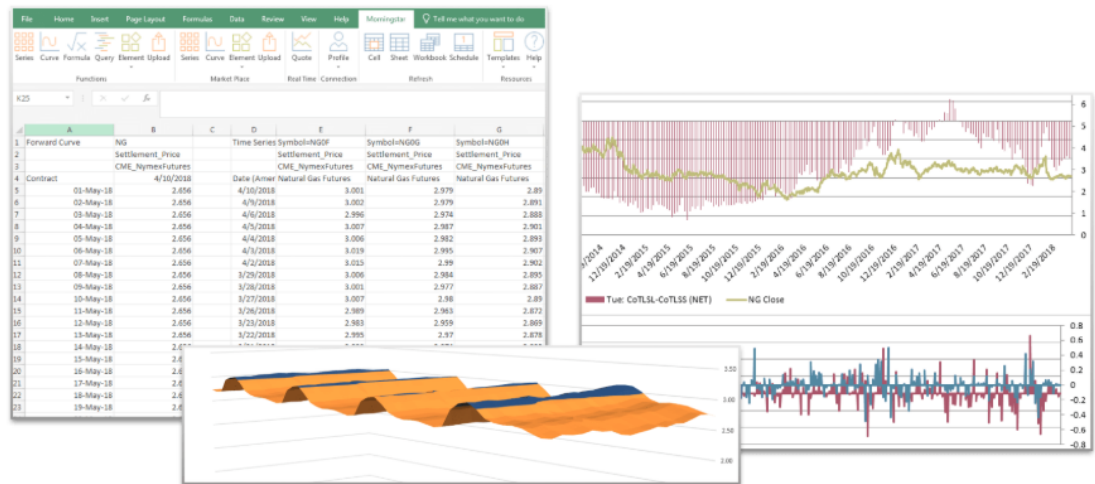 File Home Insert Page Layout Formulas Data Review View Help Morningstar Tell me what you want to do
Series Curve Formula Query Element Upload Series Curve Element Upload Quote Profile Cell Sheet Workbook Schedule Templates Help
Functions Market Place Real Time Connection Refresh Resources
K25 fx
A B C D E F G
1 Forward Curve NG Time Series Symbol=NG0F Symbol=NG0G Symbol=NG0H
2 Settlement_Price Settlement_Price Settlement_Price Settlement_Price
3 CME_NymexFutures CME_NymexFutures CME_NymexFutures CME_NymexFutures
4 Contract 4/10/2018 Date (Amer Natural Gas Futures Natural Gas Futures Natural Gas Futures
5 01-May-18 2.656 4/10/2018 3.001 2.979 2.89
6 02-May-18 2.656 4/9/2018 3.002 2.979 2.891
7 03-May-18 2.656 4/6/2018 2.996 2.974 2.888
8 04-May-18 2.656 4/5/2018 3.007 2.987 2.901
9 05-May-18 2.656 4/4/2018 3.006 2.982 2.893
10 06-May-18 2.656 4/3/2018 3.019 2.995 2.907
11 07-May-18 2.656 4/2/2018 3.015 2.99 2.902
12 08-May-18 2.656 3/29/2018 3.006 2.984 2.895
13 09-May-18 2.656 3/28/2018 3.001 2.977 2.887
14 10-May-18 2.656 3/27/2018 3.007 2.98 2.89
15 11-May-18 2.656 3/26/2018 2.989 2.963 2.872
16 12-May-18 2.656 3/23/2018 2.983 2.959 2.869
17 13-May-18 2.656 3/22/2018 2.995 2.97 2.878
18 14-May-18
19 15-May-18
20 16-May-18
21 17-May-18
22 18-May-18
23 19-May-18
6
5
4
3
2
1
0
12/19/2014 2/19/2015 4/19/2015 6/19/2015 8/19/2015 10/19/2015 12/19/2015 2/19/2016 4/19/2016 6/19/2016 8/19/2016 10/19/2016 12/19/2016 2/19/2017 4/19/2017 6/19/2017 8/19/2017 10/19/2017 12/19/2017 2/19/2018
Tue: CoTLSL-CoTLSS (NET) NG Close
0.8
0.6
0.4
0.2
0
-0.2
-0.4
-0.6
-0.8
3.50
3.00
2.50
2.00